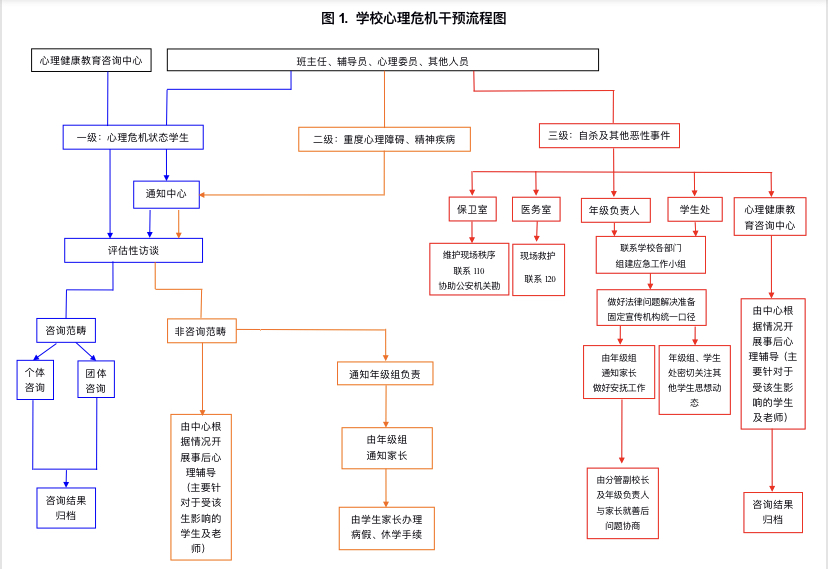 图 1. 学校心理危机干预流程图
心理健康教育咨询中心
班主任、辅导员、心理委员、其他人员
一级：心理危机状态学生
二级：重度心理障碍、精神疾病
三级：自杀及其他恶性事件
通知中心
评估性访谈
咨询范畴
个体
咨询
团体
咨询
咨询结果
归档
非咨询范畴
由中心根
据情况开
展事后心
理辅导
（主要针
对于受该
生影响的
学生及老
师）
通知年级组负责
由年级组
通知家长
由学生家长办理
病假、休学手续
保卫室
维护现场秩序
联系 110
协助公安机关勘
医务室
现场救护
联系 120
年级负责人
学生处
联系学校各部门
组建应急工作小组
做好法律问题解决准备
固定宣传机构统一口径
由年级组
通知家长
做好安抚工作
年级组、学生
处密切关注其
他学生思想动
态
由分管副校长
及年级负责人
与家长就善后
问题协商
心理健康教
育咨询中心
由中心根
据情况开
展事后心
理辅导（主
要针对于
受该生影
响的学生
及老师）
咨询结果
归档